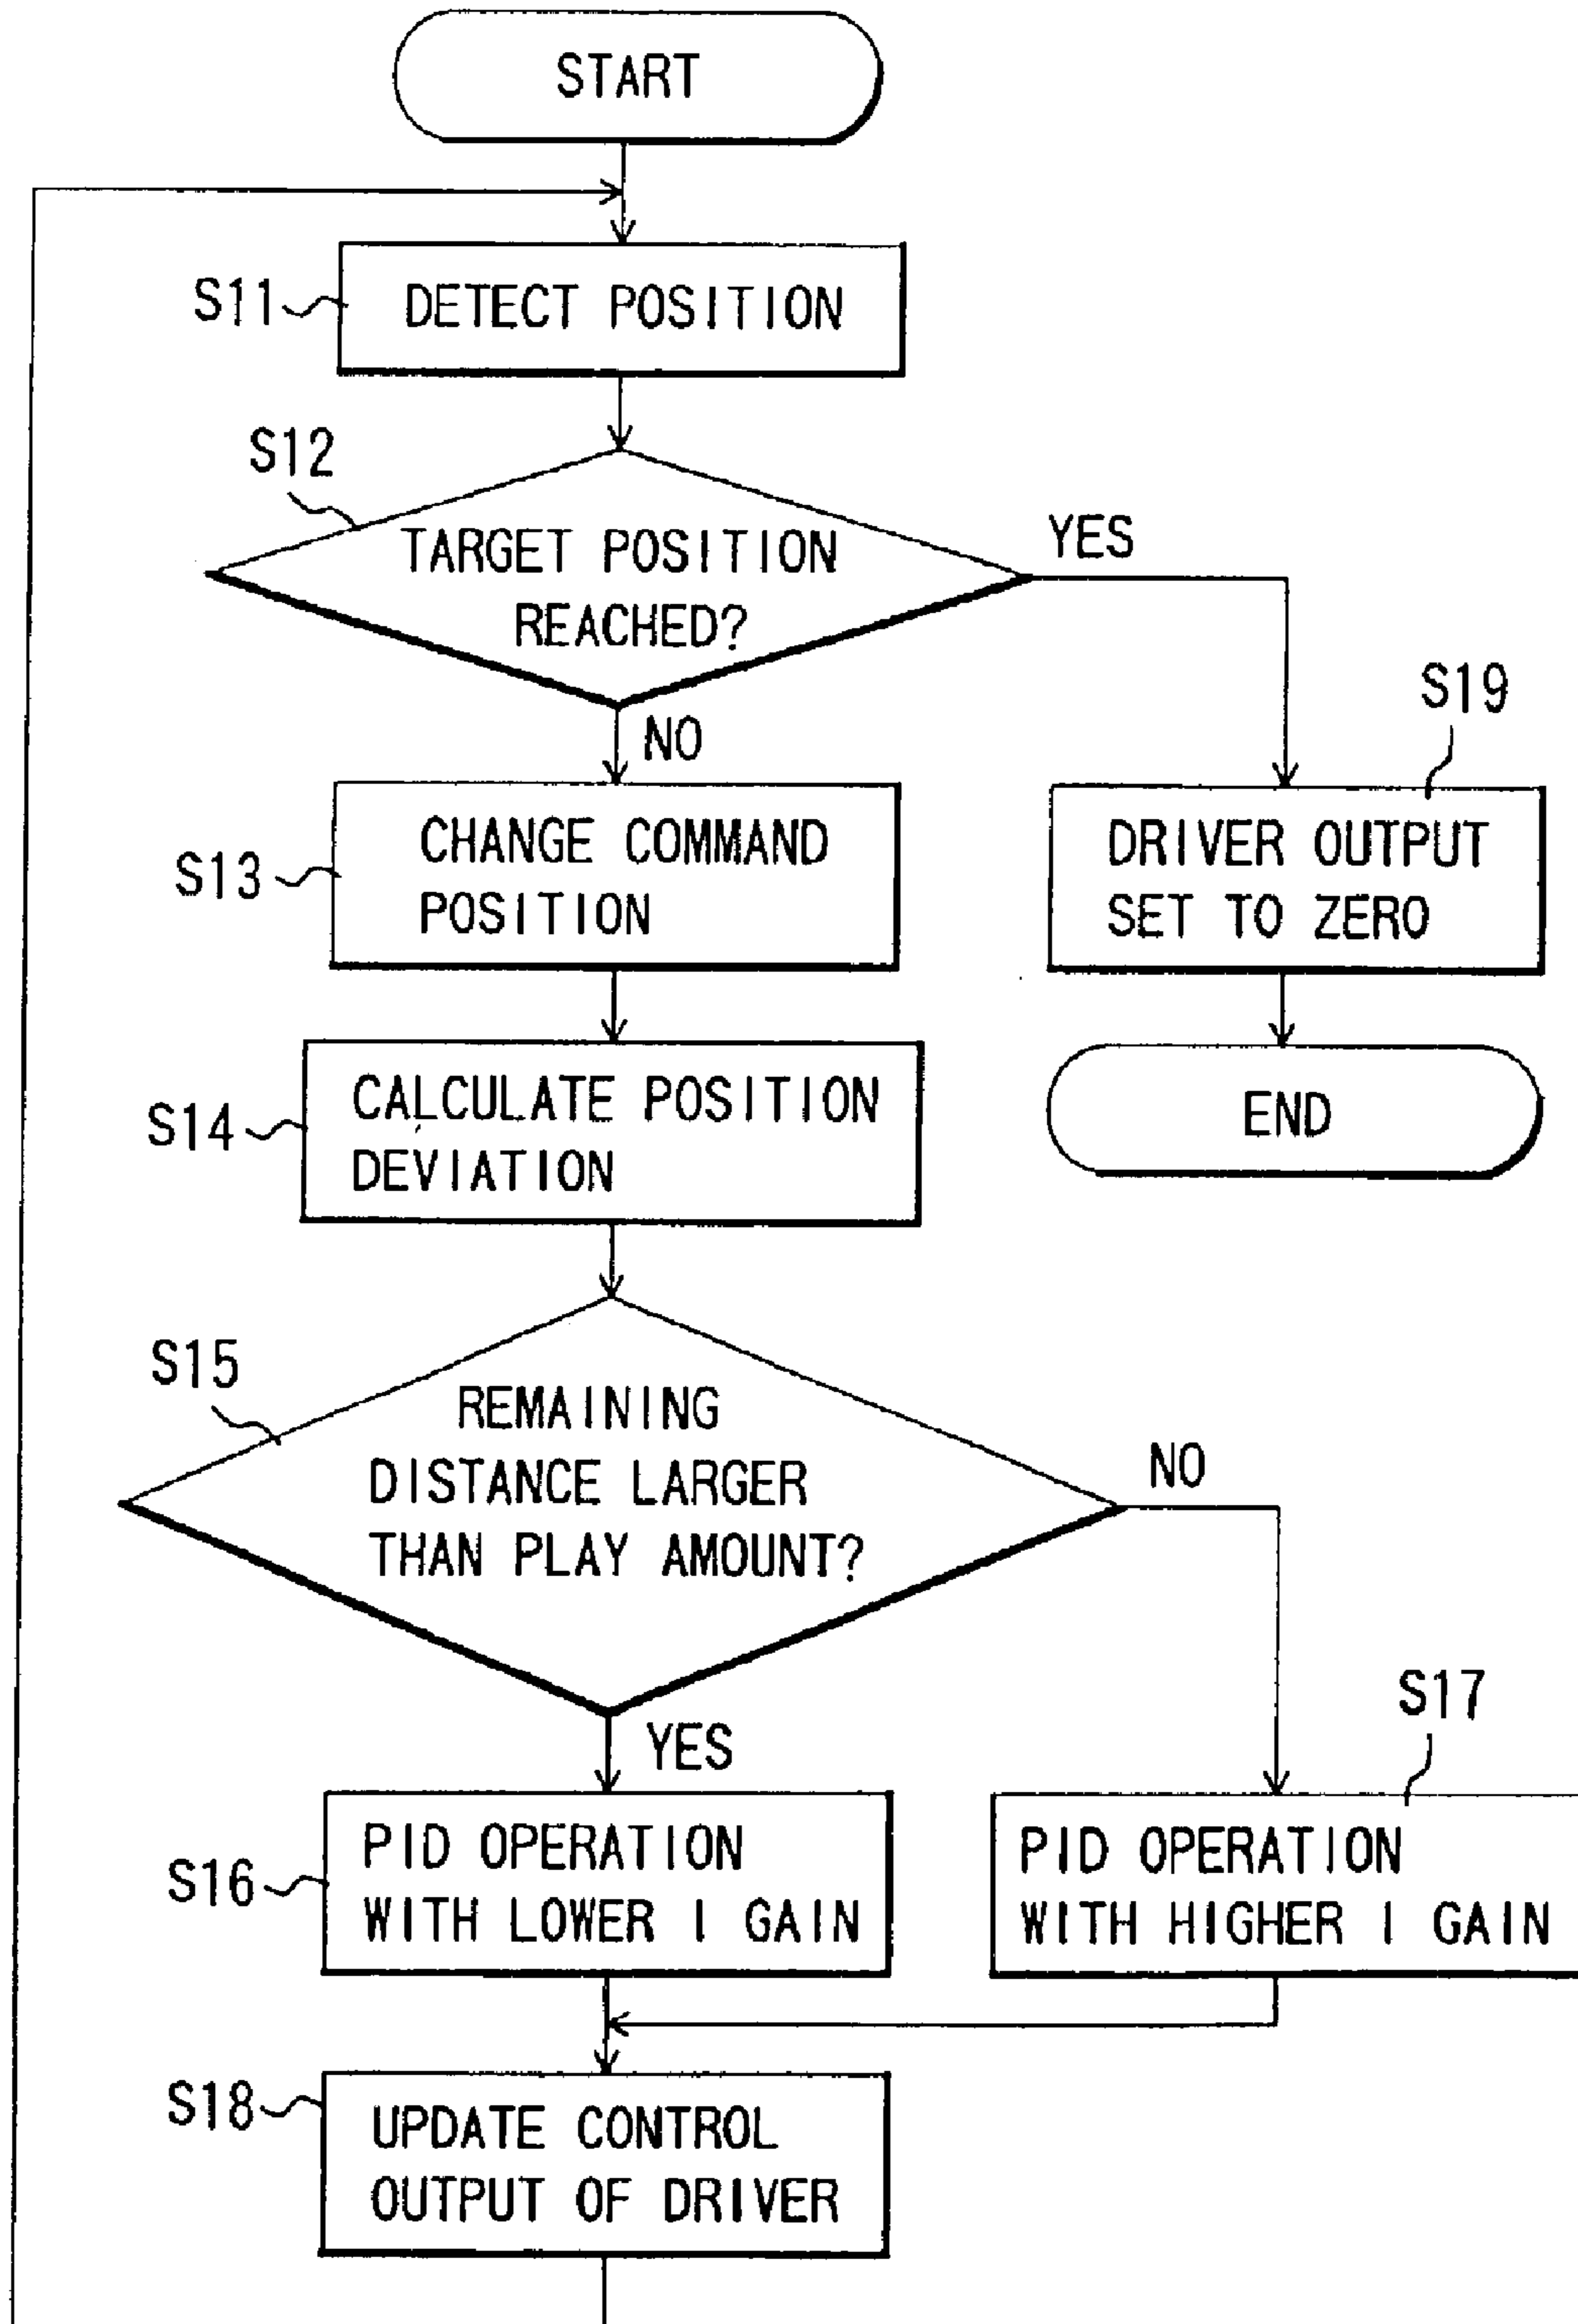 START
S11
DETECT POSITION
S12
TARGET POSITION
REACHED?
YES
NO
S19
S13
CHANGE COMMAND
POSITION
DRIVER OUTPUT
SET TO ZERO
S14
CALCULATE POSITION
DEVIATION
END
S15
REMAINING
DISTANCE LARGER
THAN PLAY AMOUNT?
NO
YES
S17
S16
PID OPERATION
WITH LOWER I GAIN
PID OPERATION
WITH HIGHER I GAIN
S18
UPDATE CONTROL
OUTPUT OF DRIVER